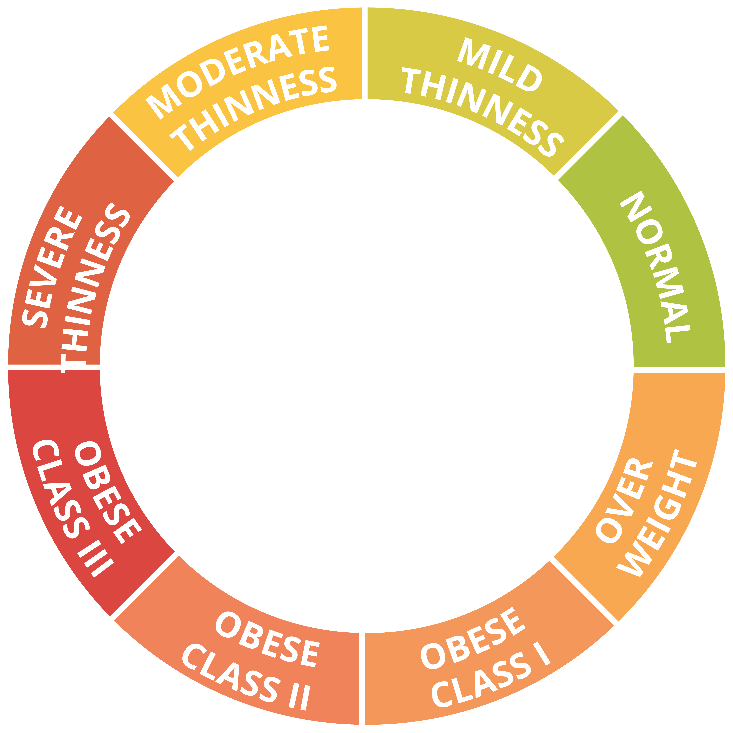 MODERATE
THINNESS
MILD
THINNESS
NORMAL
OVER
WEIGHT
OBESE
CLASS I
OBESE
CLASS II
OBESE
CLASS III
SEVERE
THINNESS